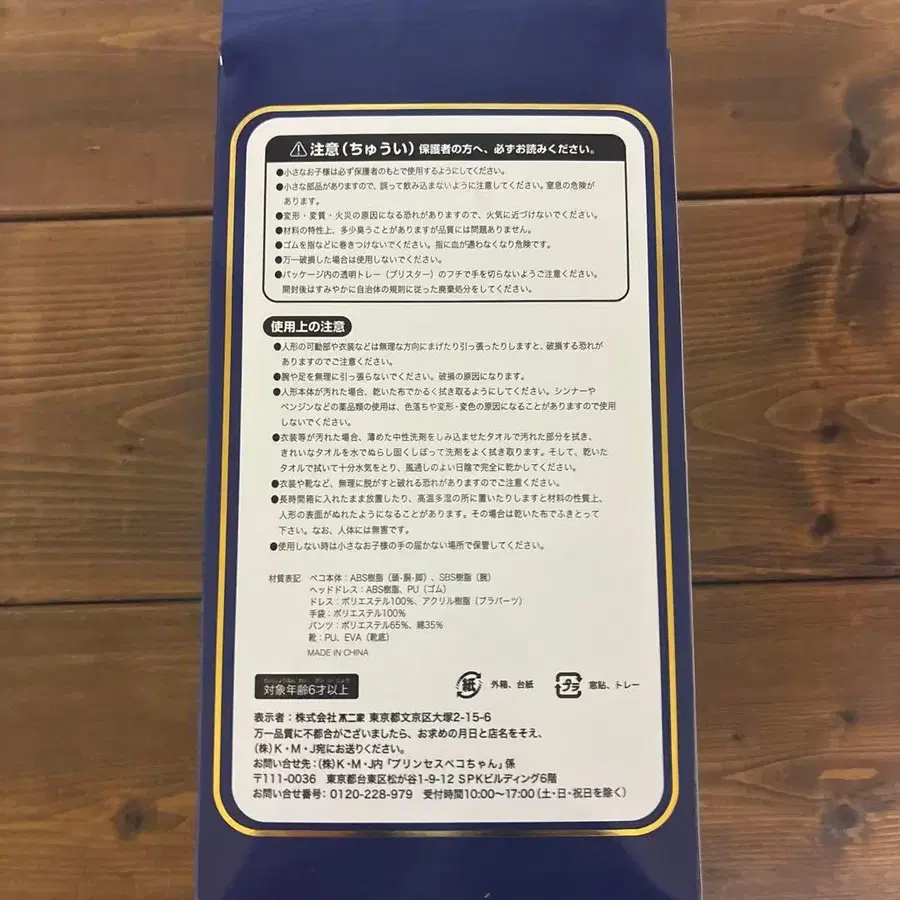 ⚠注意(ちゅうい)保護者の方へ、必ずお読みください。
●小さなお子様は必ず保護者のもとで使用するようにしてください。
●小さな部品がありますので、誤って飲み込まないように注意してください。窒息の危険が
あります。
●変形・変質・火災の原因になる恐れがありますので、火気に近づけないでください。
●材料の特性上、多少臭うことがありますが品質には問題ありません。
●ゴムを指などに巻きつけないでください。指に血が通わなくなり危険です。
●万一破損した場合は使用しないでください。
●パッケージ内の透明トレー(ブリスター)のフチで手を切らないようご注意ください。
開封後はすみやかに自治体の規則に従った廃棄処分をしてください。
使用上の注意
●人形の可動部や衣装などは無理な方向にまげたり引っ張ったりしますと、破損する恐れが
ありますのでご注意ください。
●腕や足を無理に引っ張らないでください。破損の原因になります。
●人形本体が汚れた場合、乾いた布でかるく拭き取るようにしてください。シンナーや
ベンジンなどの薬品類の使用は、色落ちや変形・変色の原因になることがありますので使用
しないでください。
●衣装等が汚れた場合、薄めた中性洗剤をしみ込ませたタオルで汚れた部分を拭き、
きれいなタオルを水でぬらし固くしぼって洗剤をよく拭き取ります。そして、乾いた
タオルで拭いて十分水気をとり、風通しのよい日陰で完全に乾かしてください。
●衣装や靴など、無理に脱がすと破れる恐れがありますのでご注意ください。
●長時間箱に入れたまま放置したり、高温多湿の所に置いたりしますと材料の性質上、
人形の表面がぬれたようになることがあります。その場合は乾いた布でふきとって
下さい。なお、人体には無害です。
●使用しない時は小さなお子様の手の届かない場所で保管してください。
材質表記 ペコ本体:ABS樹脂(頭・胴・脚)、SBS樹脂(腕)
ヘッドドレス:ABS樹脂、PU(ゴム)
ドレス:ポリエステル100%、アクリル樹脂(プラパーツ)
手袋:ポリエステル100%
パンツ:ポリエステル65%、綿35%
靴:PU、EVA(靴底)
MADE IN CHINA
対象年齢6才以上
紙 外箱、台紙 プラ 窓貼、トレー
表示者:株式会社 不二家 東京都文京区大塚2-15-6
万一品質に不都合がございましたら、お求めの月日と店名をそえ、
(株)K・M・J宛にお送りください。
お問い合せ先:(株)K・M・J内「プリンセスペコちゃん」係
〒111-0036 東京都台東区松が谷1-9-12 SPKビルディング6階
お問い合せ番号:0120-228-979 受付時間10:00~17:00(土・日・祝日を除く)